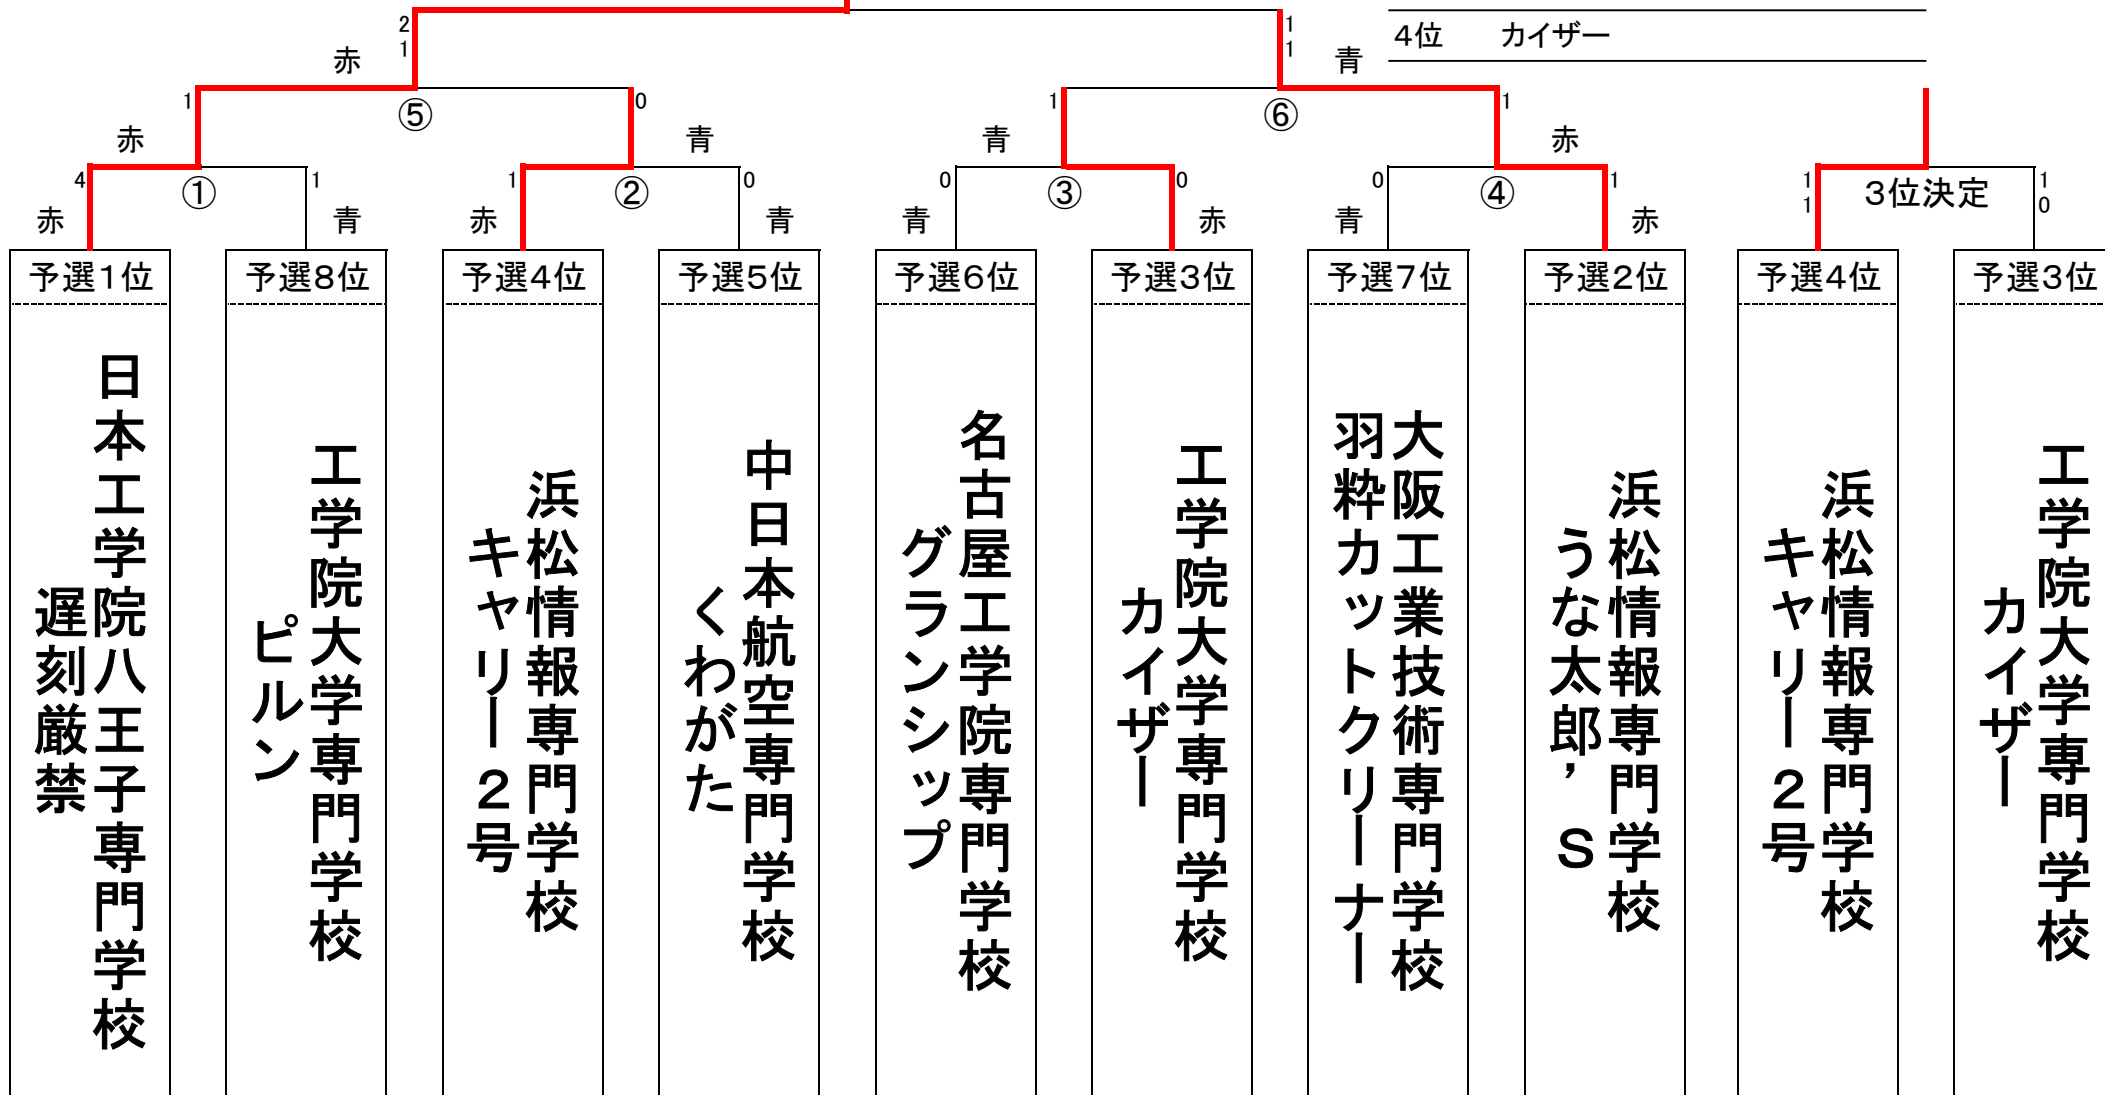 2
1
1
1
4位 カイザー
赤
青
1
⑤
0
1
⑥
1
赤
青
青
赤
4
①
1
1
②
0
0
③
0
0
④
1
1
1
3位決定
1
0
赤
青
赤
青
青
赤
青
赤
予選1位
予選8位
予選4位
予選5位
予選6位
予選3位
予選7位
予選2位
予選4位
予選3位
日本工学院八王子専門学校
遅刻厳禁
工学院大学専門学校
ピルン
浜松情報専門学校
キャリー2号
中日本航空専門学校
くわがた
名古屋工学院専門学校
グランシップ
工学院大学専門学校
カイザー
大阪工業技術専門学校
羽粋カットクリーナー
浜松情報専門学校
うな太郎’S
浜松情報専門学校
キャリー2号
工学院大学専門学校
カイザー